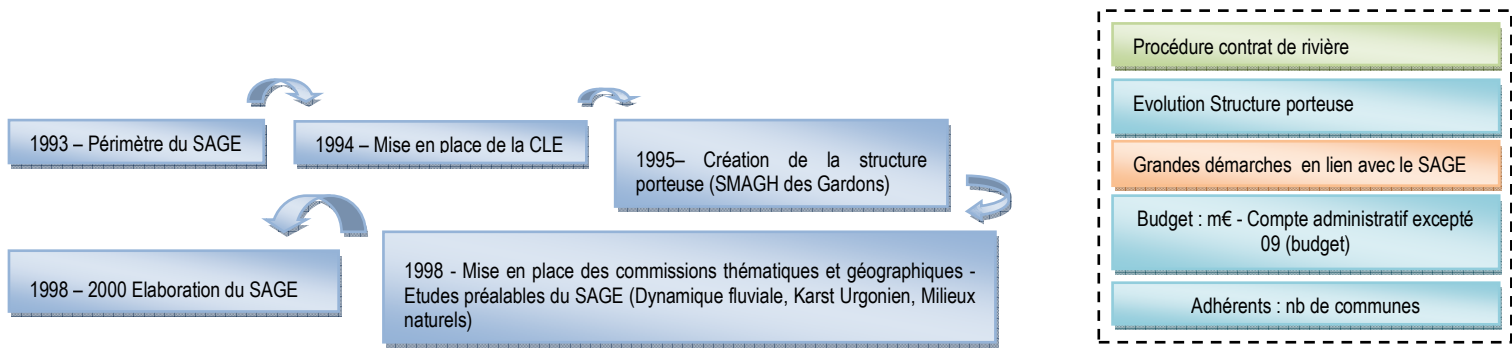 1993 – Périmètre du SAGE
1994 – Mise en place de la CLE
1995– Création de la structure
porteuse (SMAGH des Gardons)
1998 - Mise en place des commissions thématiques et géographiques -
Etudes préalables du SAGE (Dynamique fluviale, Karst Urgonien, Milieux
naturels)
1998 – 2000 Elaboration du SAGE
Procédure contrat de rivière
Evolution Structure porteuse
Grandes démarches en lien avec le SAGE
Budget : m€ - Compte administratif excepté
09 (budget)
Adhérents : nb de communes